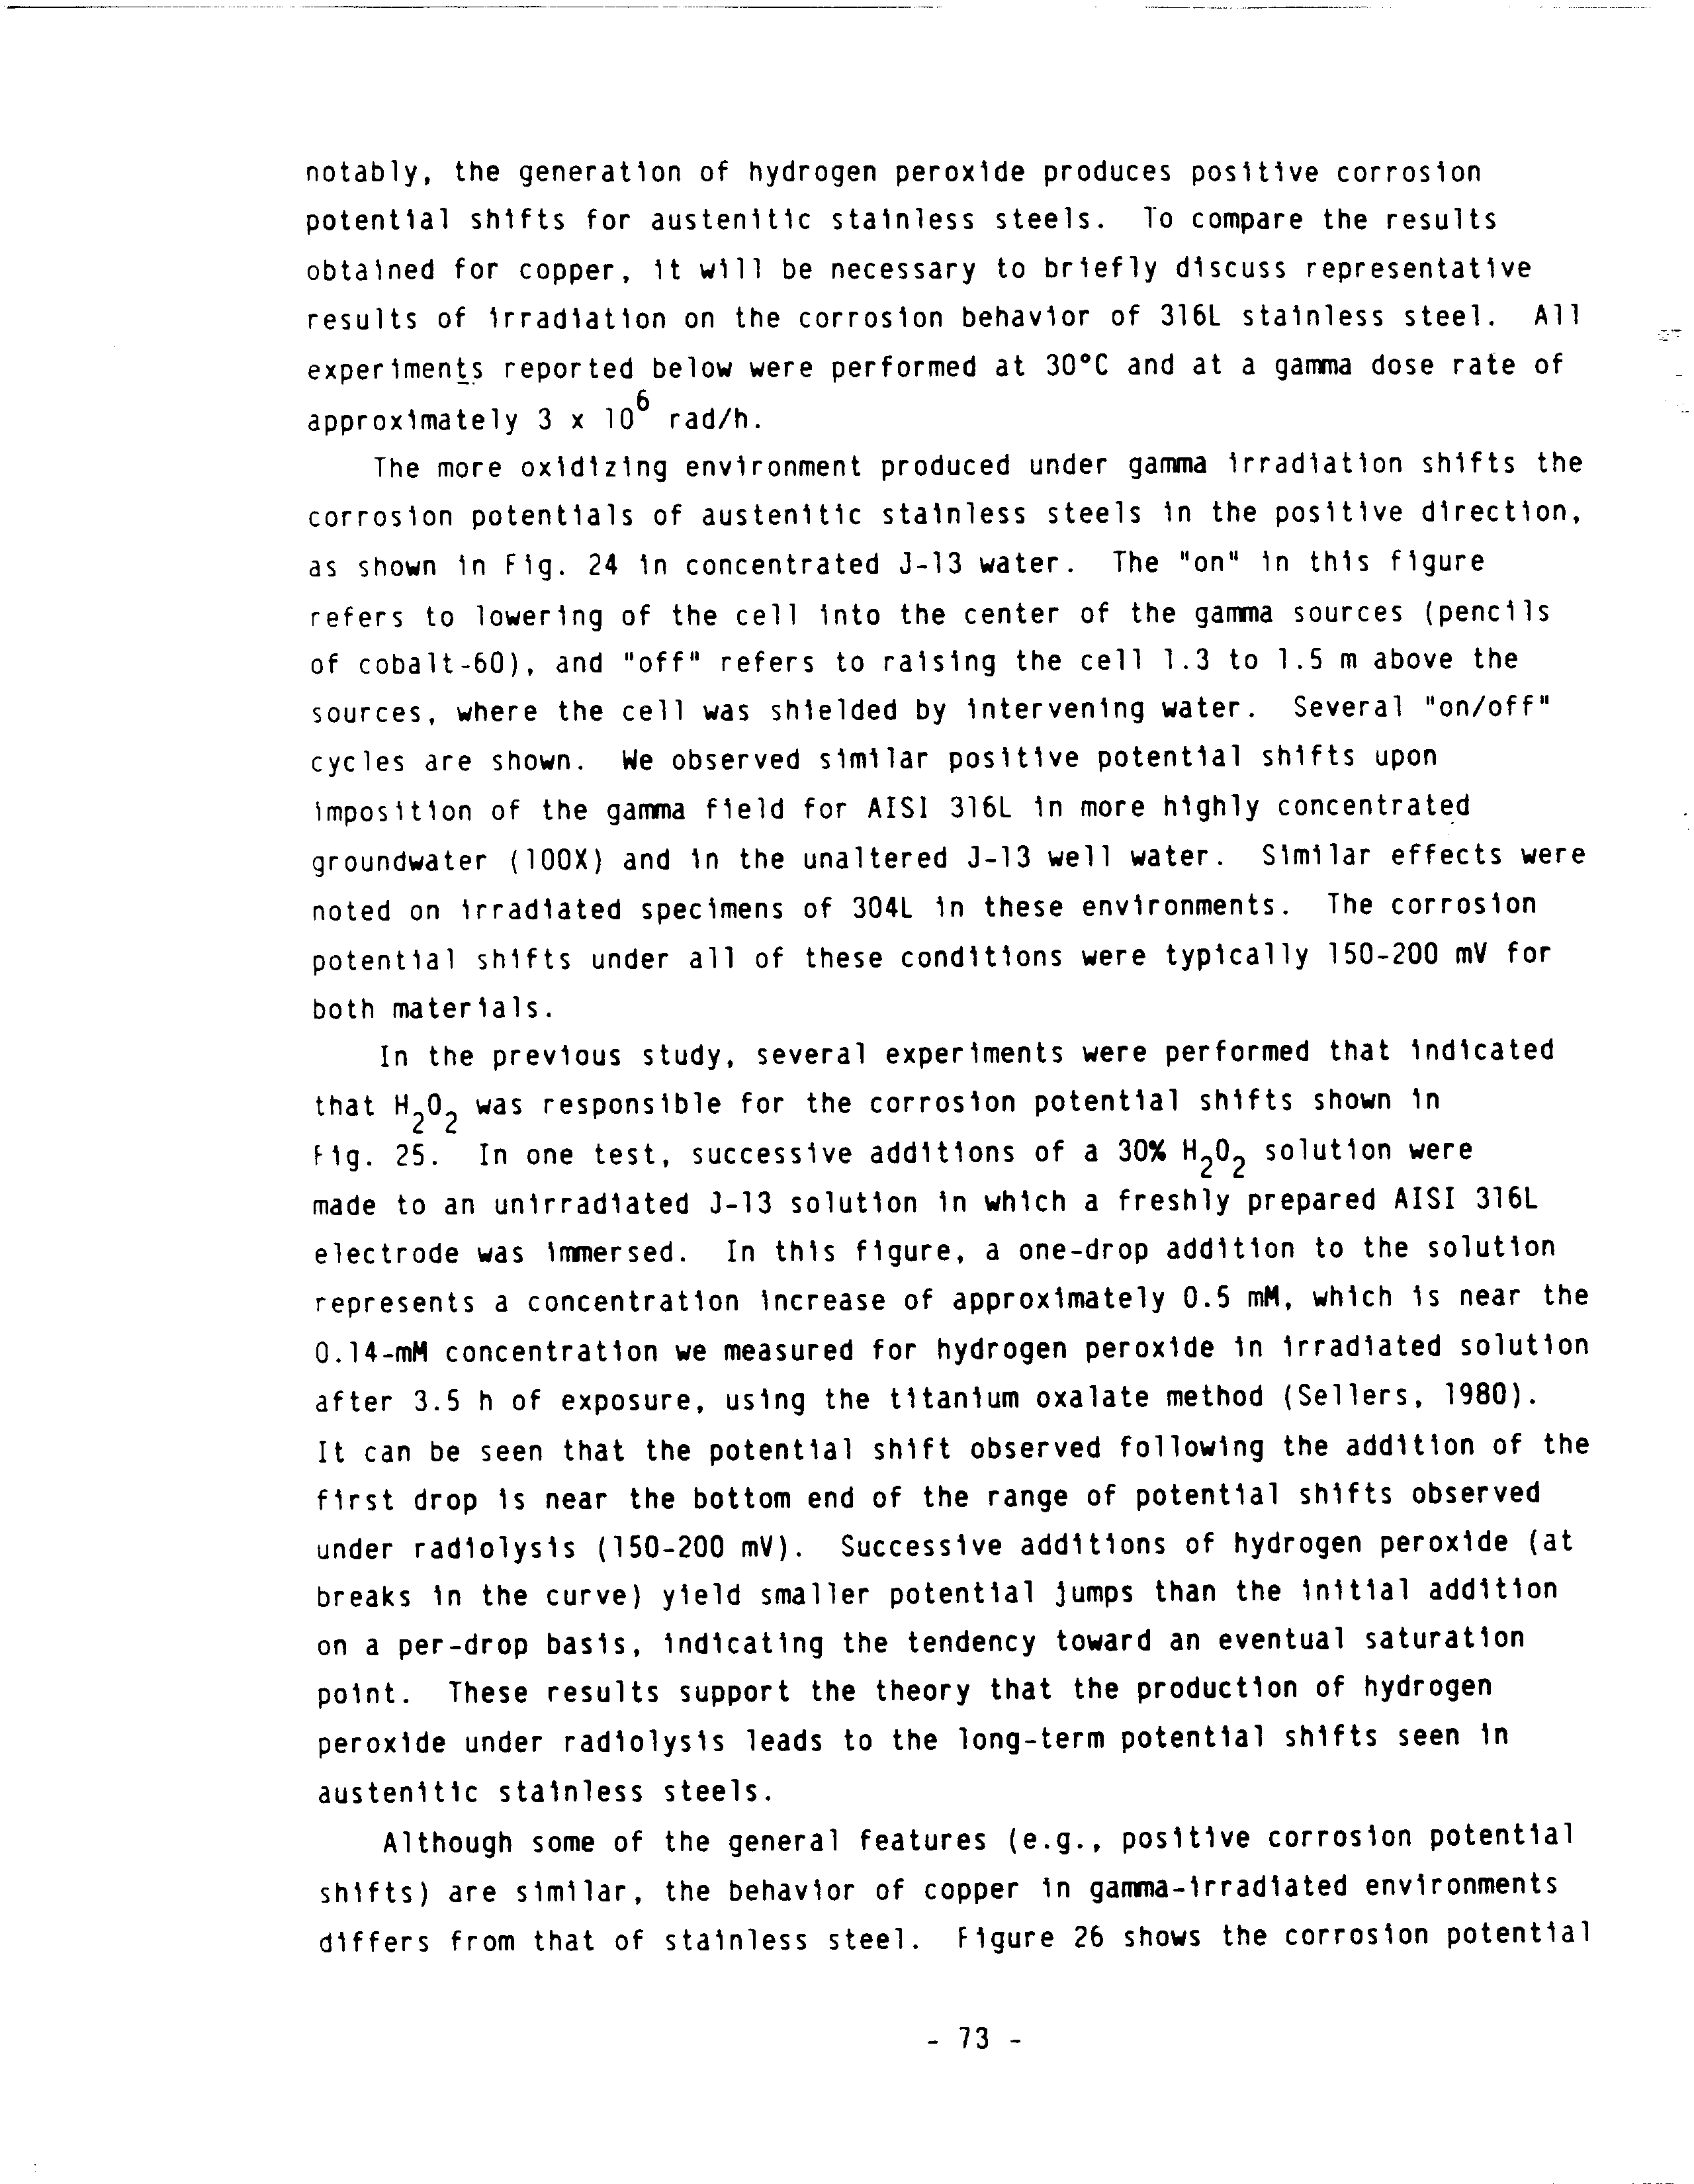 notably, the generation of hydrogen peroxide produces positive corrosion
potential shifts for austenitic stainless steels.  To compare the results
obtained for copper, it will be necessary to briefly discuss representative
results of irradiation on the corrosion behavior of 316L stainless steel.  All
experiments reported below were performed at 30°C and at a gamma dose rate of
approximately 3 x 10⁶ rad/h.
The more oxidizing environment produced under gamma irradiation shifts the
corrosion potentials of austenitic stainless steels in the positive direction,
as shown in Fig. 24 in concentrated J-13 water.  The "on" in this figure
refers to lowering of the cell into the center of the gamma sources (pencils
of cobalt-60), and "off" refers to raising the cell 1.3 to 1.5 m above the
sources, where the cell was shielded by intervening water.  Several "on/off"
cycles are shown.  We observed similar positive potential shifts upon
imposition of the gamma field for AISI 316L in more highly concentrated
groundwater (100X) and in the unaltered J-13 well water.  Similar effects were
noted on irradiated specimens of 304L in these environments.  The corrosion
potential shifts under all of these conditions were typically 150-200 mV for
both materials.
In the previous study, several experiments were performed that indicated
that H₂O₂ was responsible for the corrosion potential shifts shown in
Fig. 25.  In one test, successive additions of a 30% H₂O₂ solution were
made to an unirradiated J-13 solution in which a freshly prepared AISI 316L
electrode was immersed.  In this figure, a one-drop addition to the solution
represents a concentration increase of approximately 0.5 mM, which is near the
0.14-mM concentration we measured for hydrogen peroxide in irradiated solution
after 3.5 h of exposure, using the titanium oxalate method (Sellers, 1980).
It can be seen that the potential shift observed following the addition of the
first drop is near the bottom end of the range of potential shifts observed
under radiolysis (150-200 mV).  Successive additions of hydrogen peroxide (at
breaks in the curve) yield smaller potential jumps than the initial addition
on a per-drop basis, indicating the tendency toward an eventual saturation
point.  These results support the theory that the production of hydrogen
peroxide under radiolysis leads to the long-term potential shifts seen in
austenitic stainless steels.
Although some of the general features (e.g., positive corrosion potential
shifts) are similar, the behavior of copper in gamma-irradiated environments
differs from that of stainless steel.  Figure 26 shows the corrosion potential
- 73 -